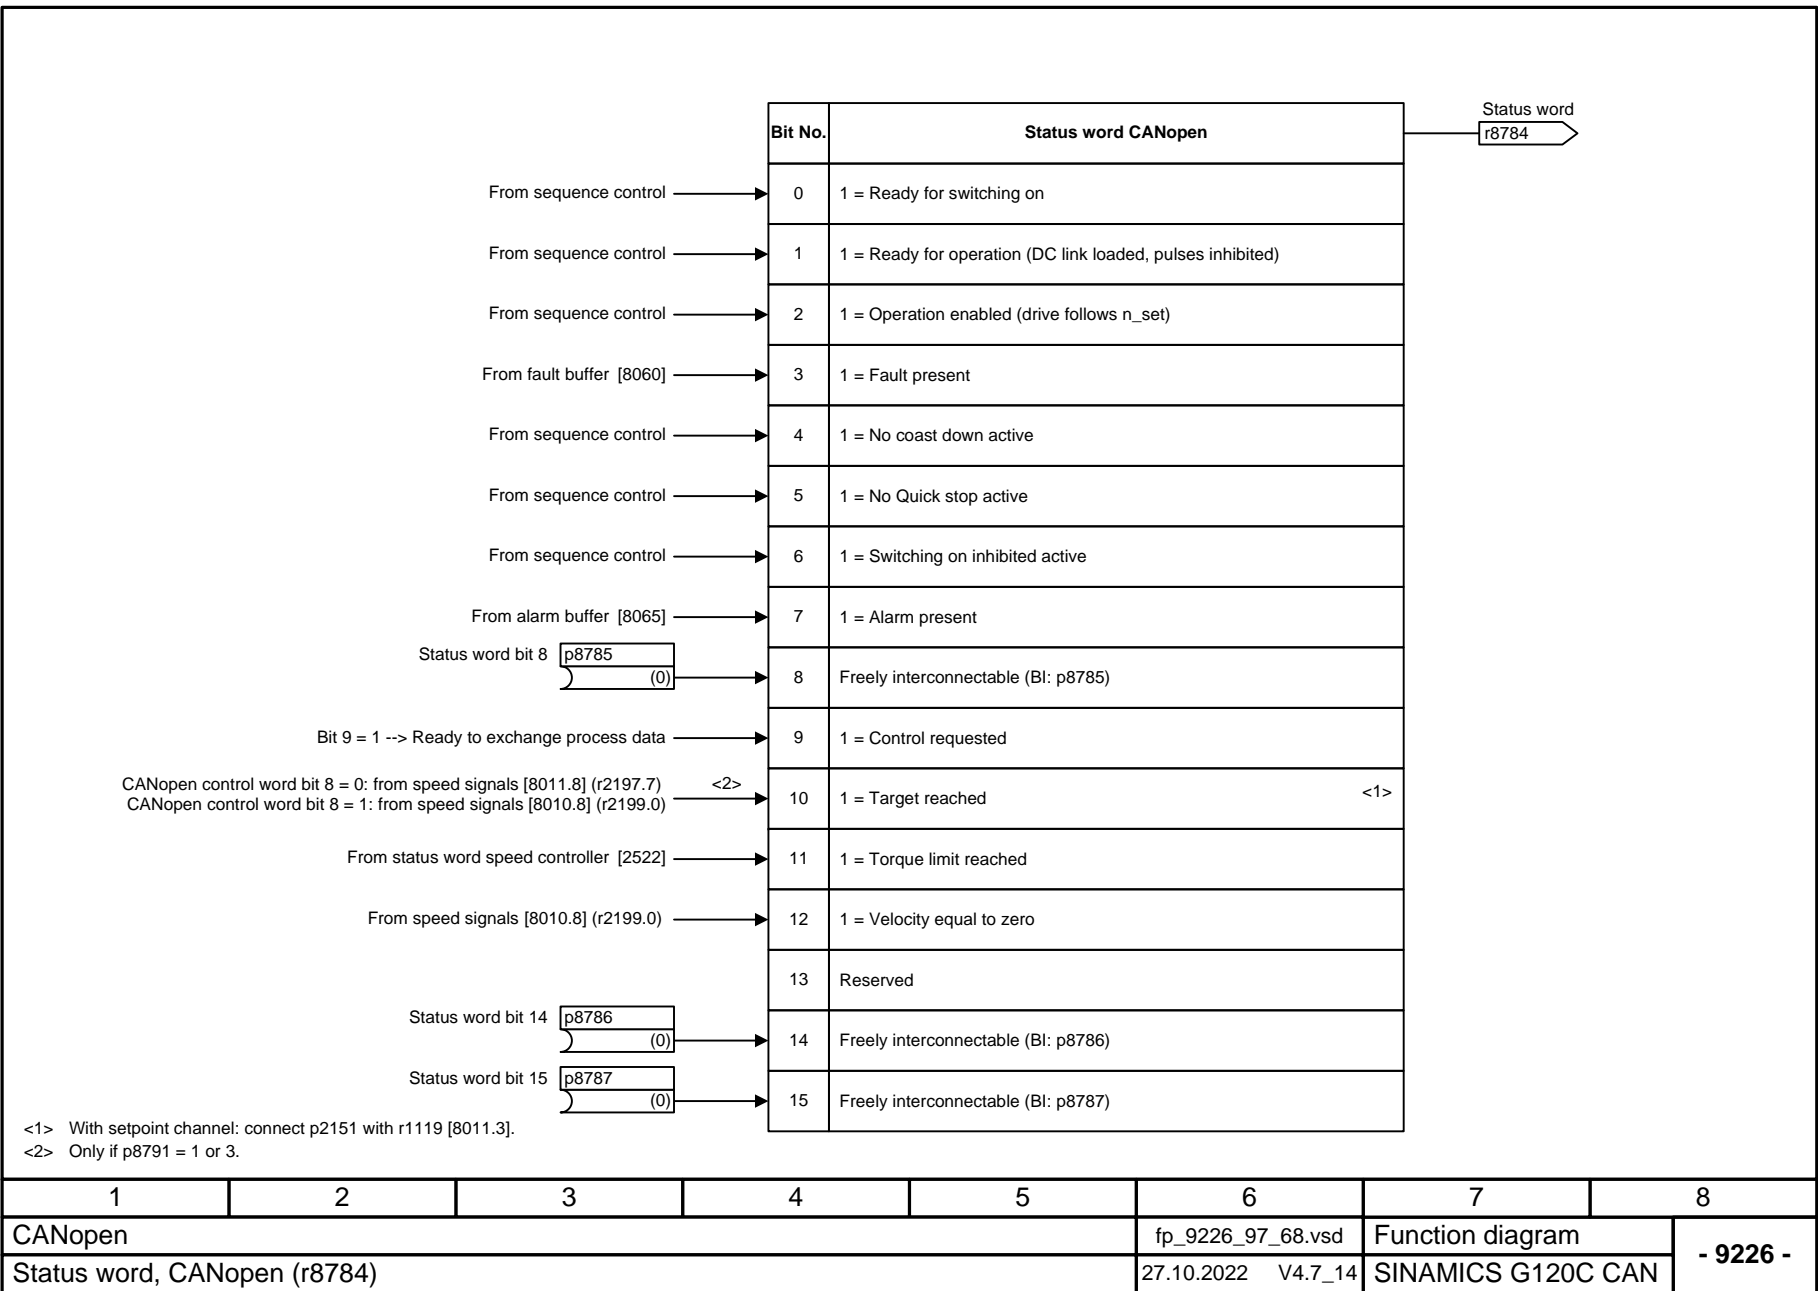 Status word
r8784
Bit No. Status word CANopen
From sequence control 0 1 = Ready for switching on
From sequence control 1 1 = Ready for operation (DC link loaded, pulses inhibited)
From sequence control 2 1 = Operation enabled (drive follows n_set)
From fault buffer [8060] 3 1 = Fault present
From sequence control 4 1 = No coast down active
From sequence control 5 1 = No Quick stop active
From sequence control 6 1 = Switching on inhibited active
From alarm buffer [8065] 7 1 = Alarm present
Status word bit 8 p8785
(0) 8 Freely interconnectable (BI: p8785)
Bit 9 = 1 --> Ready to exchange process data 9 1 = Control requested
CANopen control word bit 8 = 0: from speed signals [8011.8] (r2197.7) <2>
CANopen control word bit 8 = 1: from speed signals [8010.8] (r2199.0) 10 1 = Target reached <1>
From status word speed controller [2522] 11 1 = Torque limit reached
From speed signals [8010.8] (r2199.0) 12 1 = Velocity equal to zero
13 Reserved
Status word bit 14 p8786
(0) 14 Freely interconnectable (BI: p8786)
Status word bit 15 p8787
(0) 15 Freely interconnectable (BI: p8787)
<1> With setpoint channel: connect p2151 with r1119 [8011.3].
<2> Only if p8791 = 1 or 3.
1 2 3 4 5 6 7 8
CANopen fp_9226_97_68.vsd Function diagram - 9226 -
Status word, CANopen (r8784) 27.10.2022 V4.7_14 SINAMICS G120C CAN